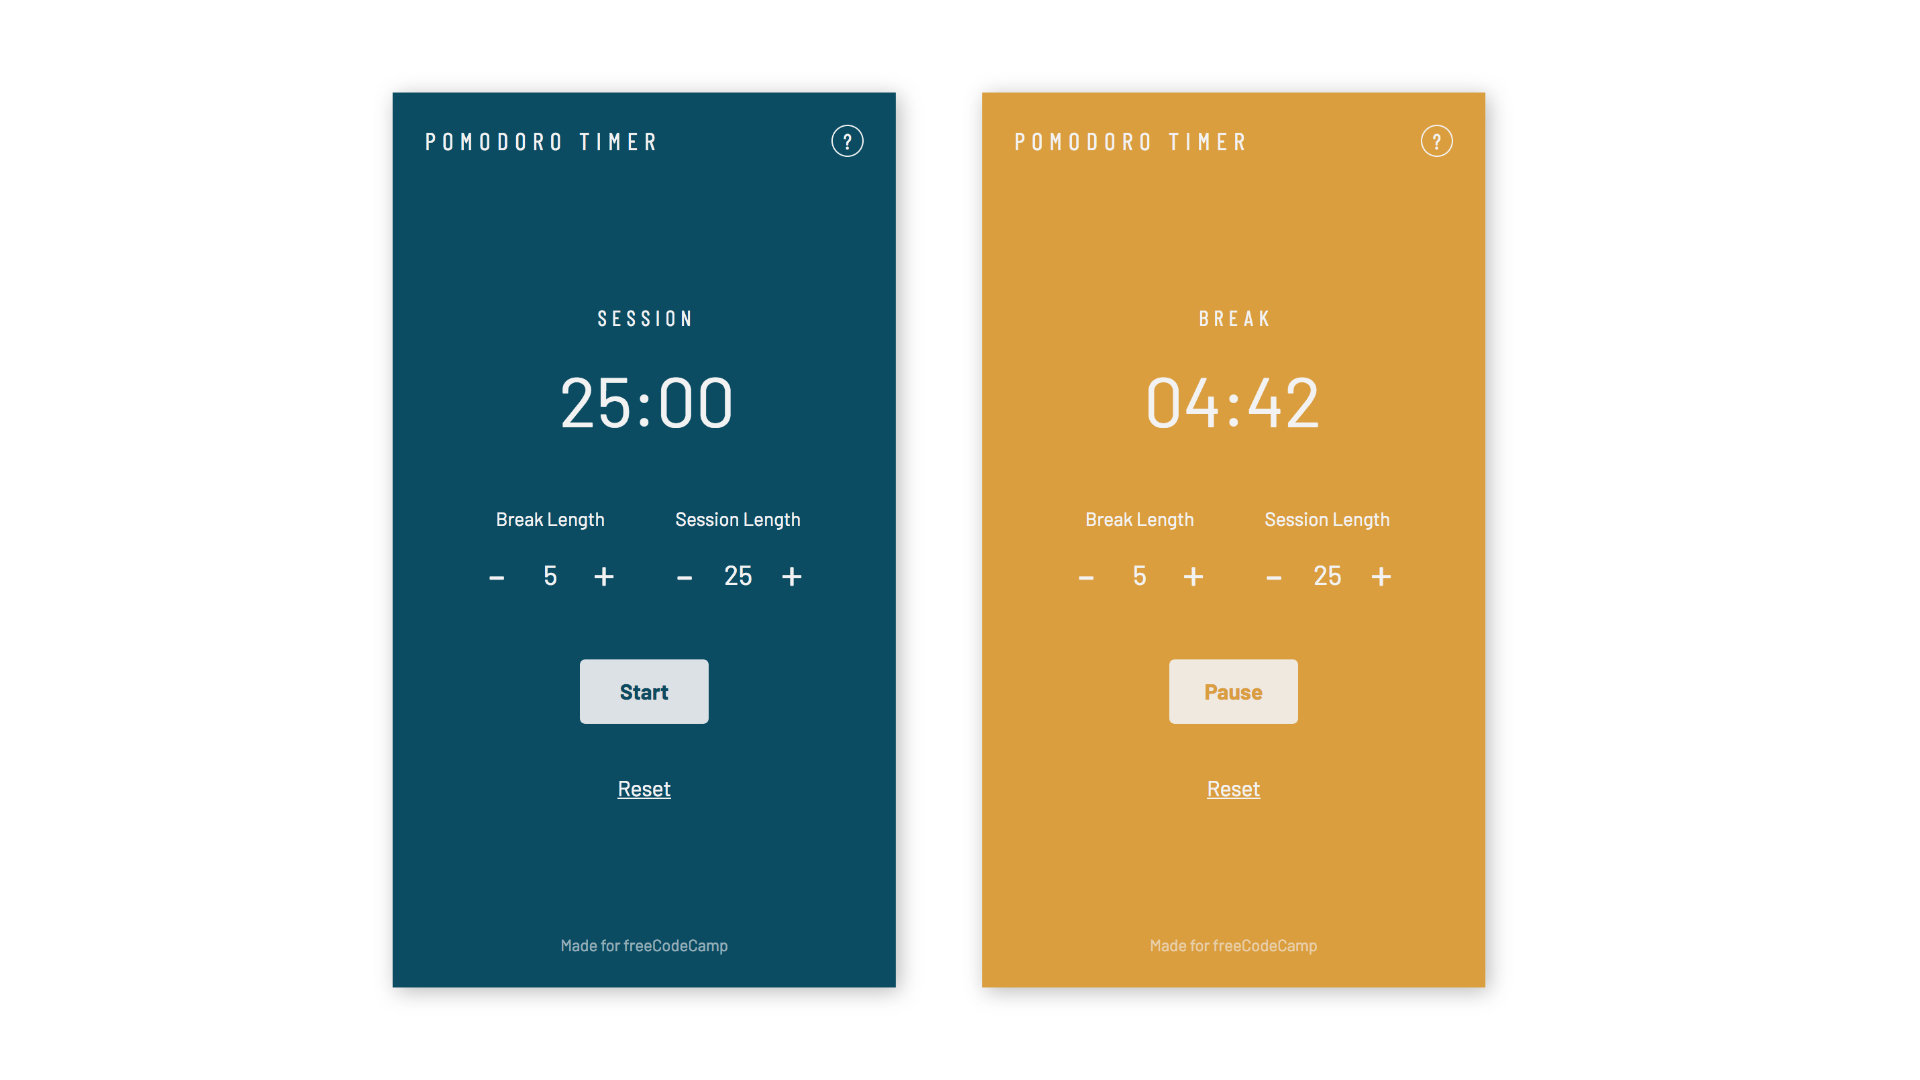 POMODORO TIMER
?
SESSION
25:00
Break Length
Session Length
- 5 +
- 25 +
Start
Reset
Made for freeCodeCamp
POMODORO TIMER
?
BREAK
04:42
Break Length
Session Length
- 5 +
- 25 +
Pause
Reset
Made for freeCodeCamp